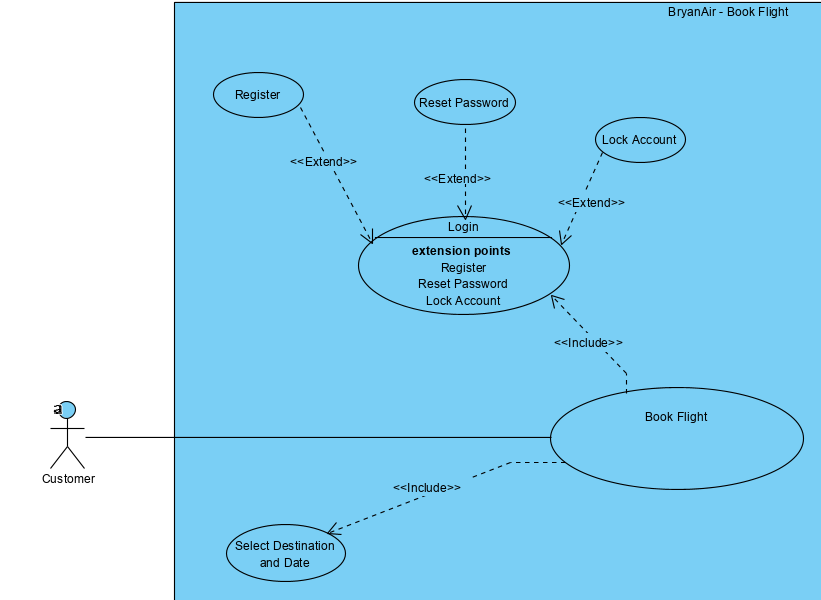 BryanAir - Book Flight
Register
Reset Password
Lock Account
<<Extend>>
<<Extend>>
<<Extend>>
Login
extension points
Register
Reset Password
Lock Account
<<Include>>
a
Book Flight
Customer
<<Include>>
Select Destination
and Date